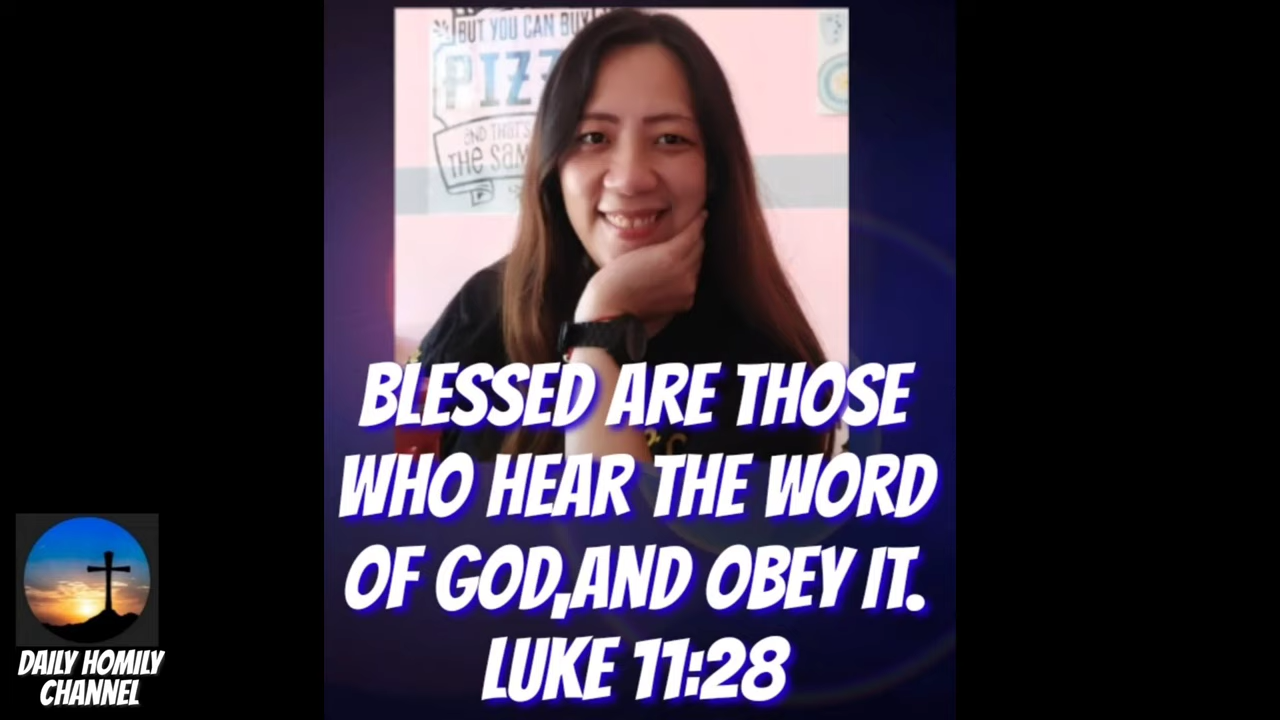 BUT YOU CAN BUY
AND THAT'S
THE SAM
BLESSED ARE THOSE
WHO HEAR THE WORD
OF GOD,AND OBEY IT.
LUKE 11:28
DAILY HOMILY
CHANNEL